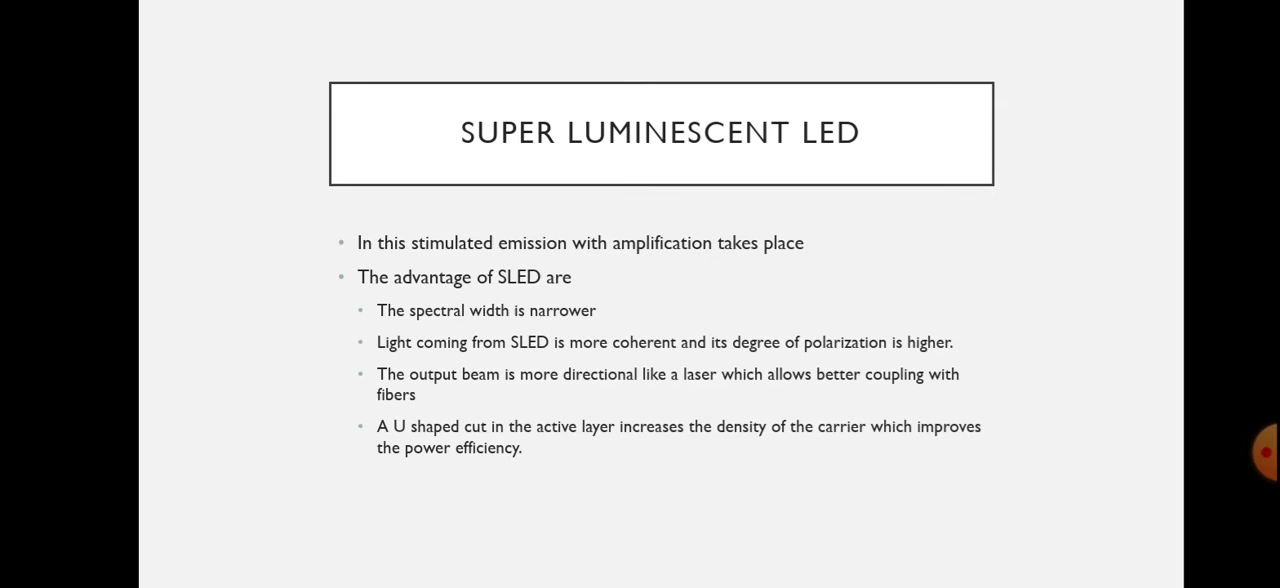 SUPER LUMINESCENT LED
• In this stimulated emission with amplification takes place
• The advantage of SLED are
• The spectral width is narrower
• Light coming from SLED is more coherent and its degree of polarization is higher.
• The output beam is more directional like a laser which allows better coupling with
fibers
• A U shaped cut in the active layer increases the density of the carrier which improves
the power efficiency.